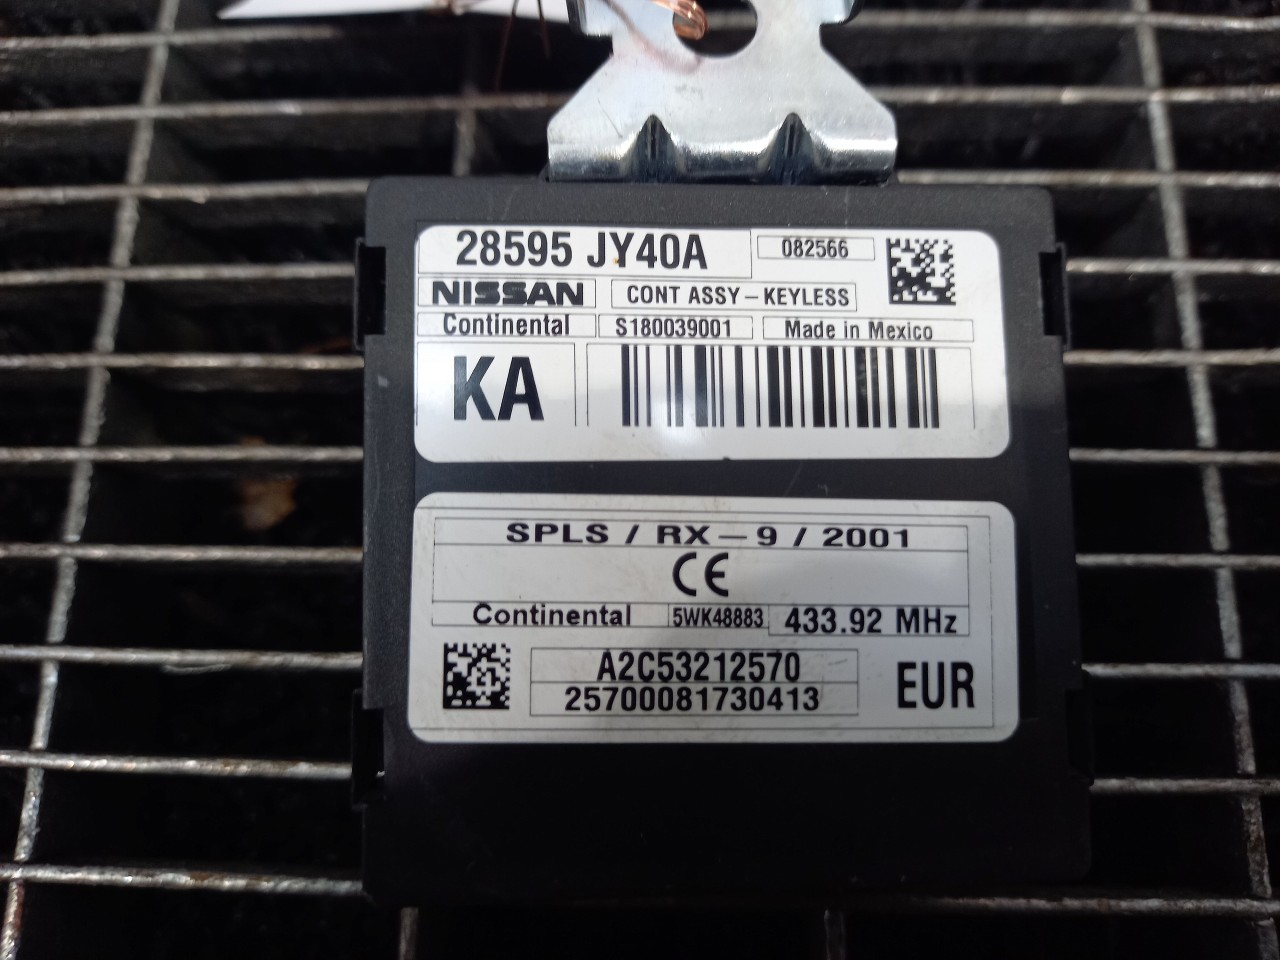 28595 JY40A 082566
NISSAN CONT ASSY – KEYLESS
Continental S180039001 Made in Mexico
KA
SPLS / RX – 9 / 2001
CE
Continental 5WK48883 433.92 MHz
A2C53212570
25700081730413
EUR